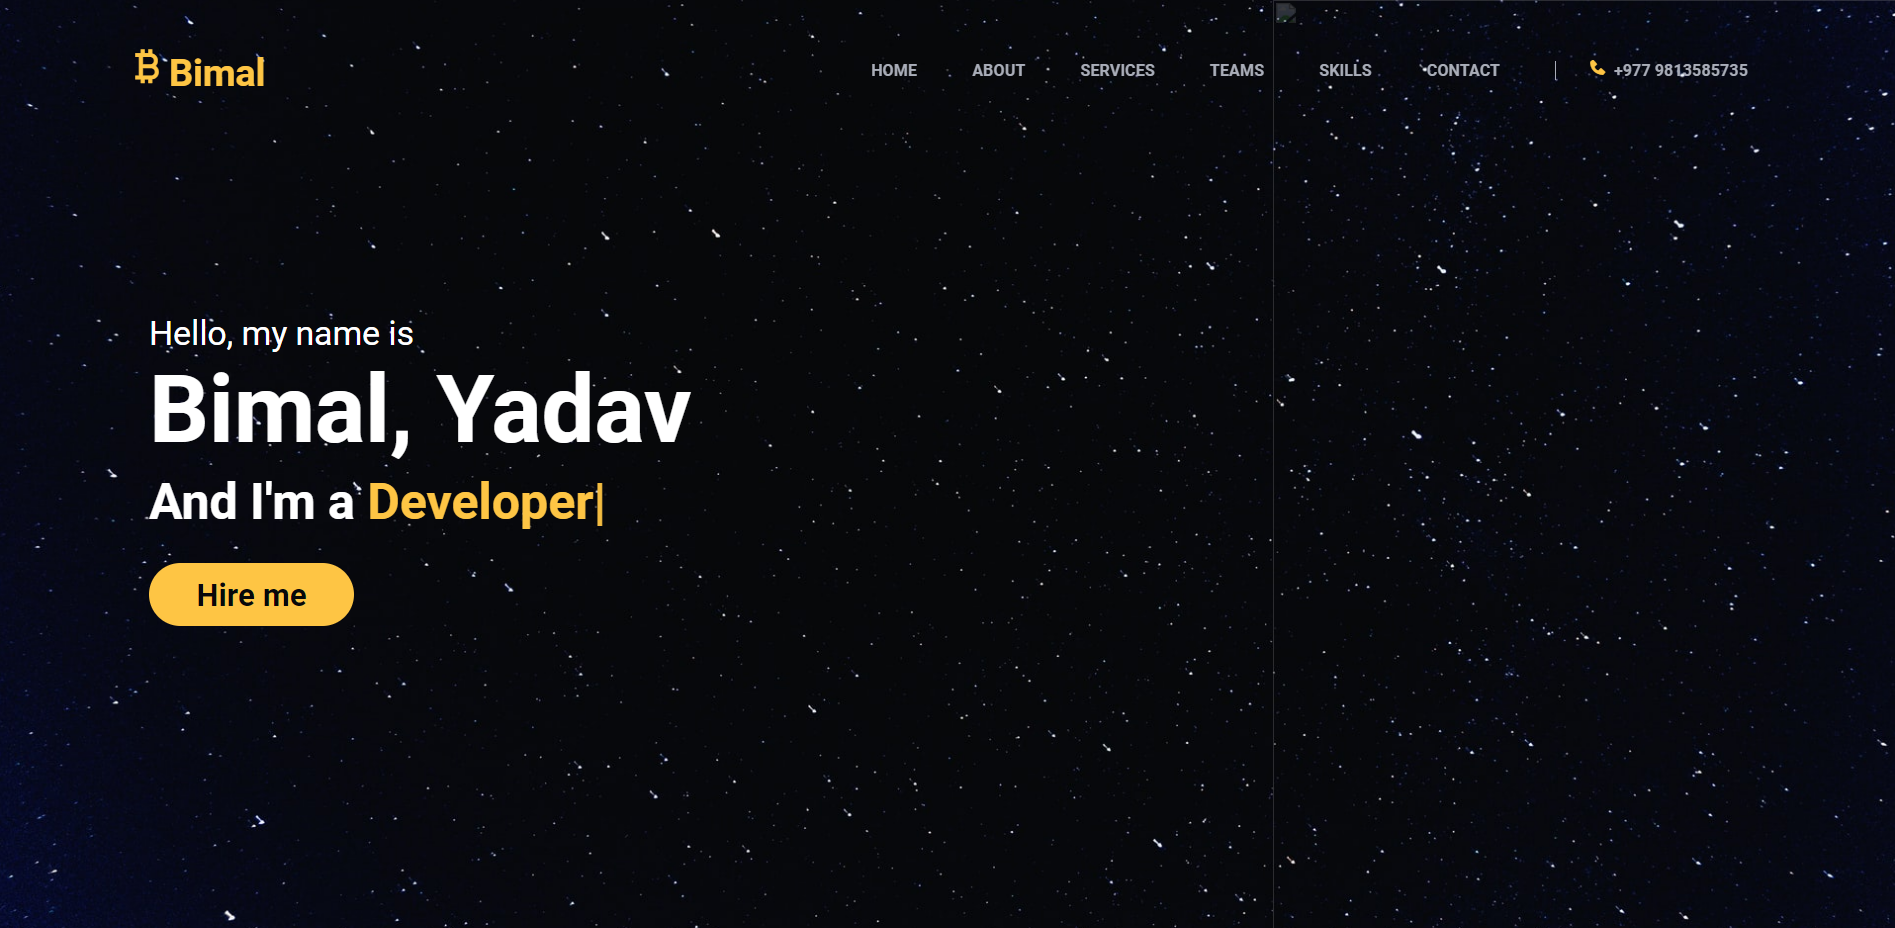 Bimal
HOME ABOUT SERVICES TEAMS SKILLS CONTACT | +977 9813585735
Hello, my name is
Bimal, Yadav
And I'm a Developer|
Hire me